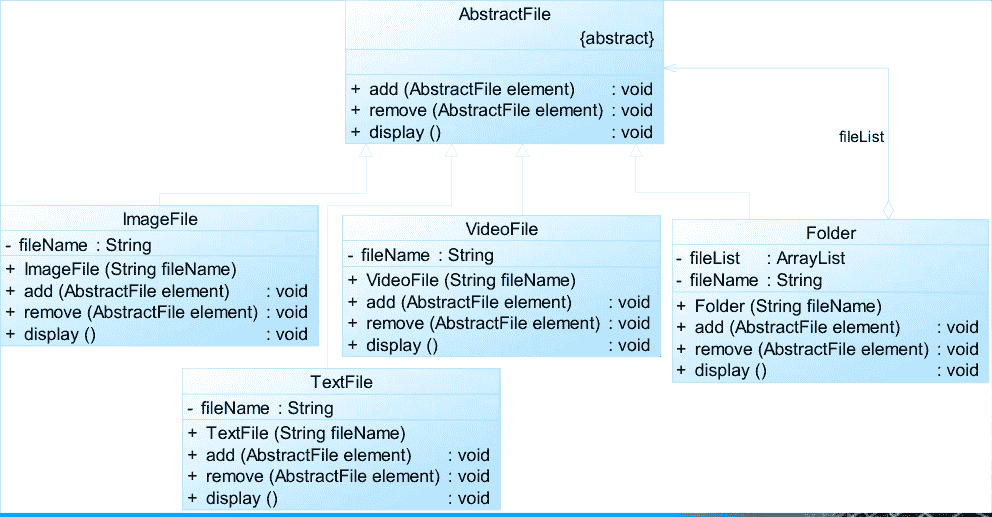 AbstractFile
{abstract}
+ add (AbstractFile element) : void
+ remove (AbstractFile element) : void
+ display () : void
fileList
ImageFile
- fileName : String
+ ImageFile (String fileName)
+ add (AbstractFile element) : void
+ remove (AbstractFile element) : void
+ display () : void
VideoFile
- fileName : String
+ VideoFile (String fileName)
+ add (AbstractFile element) : void
+ remove (AbstractFile element) : void
+ display () : void
Folder
- fileList : ArrayList
- fileName : String
+ Folder (String fileName)
+ add (AbstractFile element) : void
+ remove (AbstractFile element) : void
+ display () : void
TextFile
- fileName : String
+ TextFile (String fileName)
+ add (AbstractFile element) : void
+ remove (AbstractFile element) : void
+ display () : void